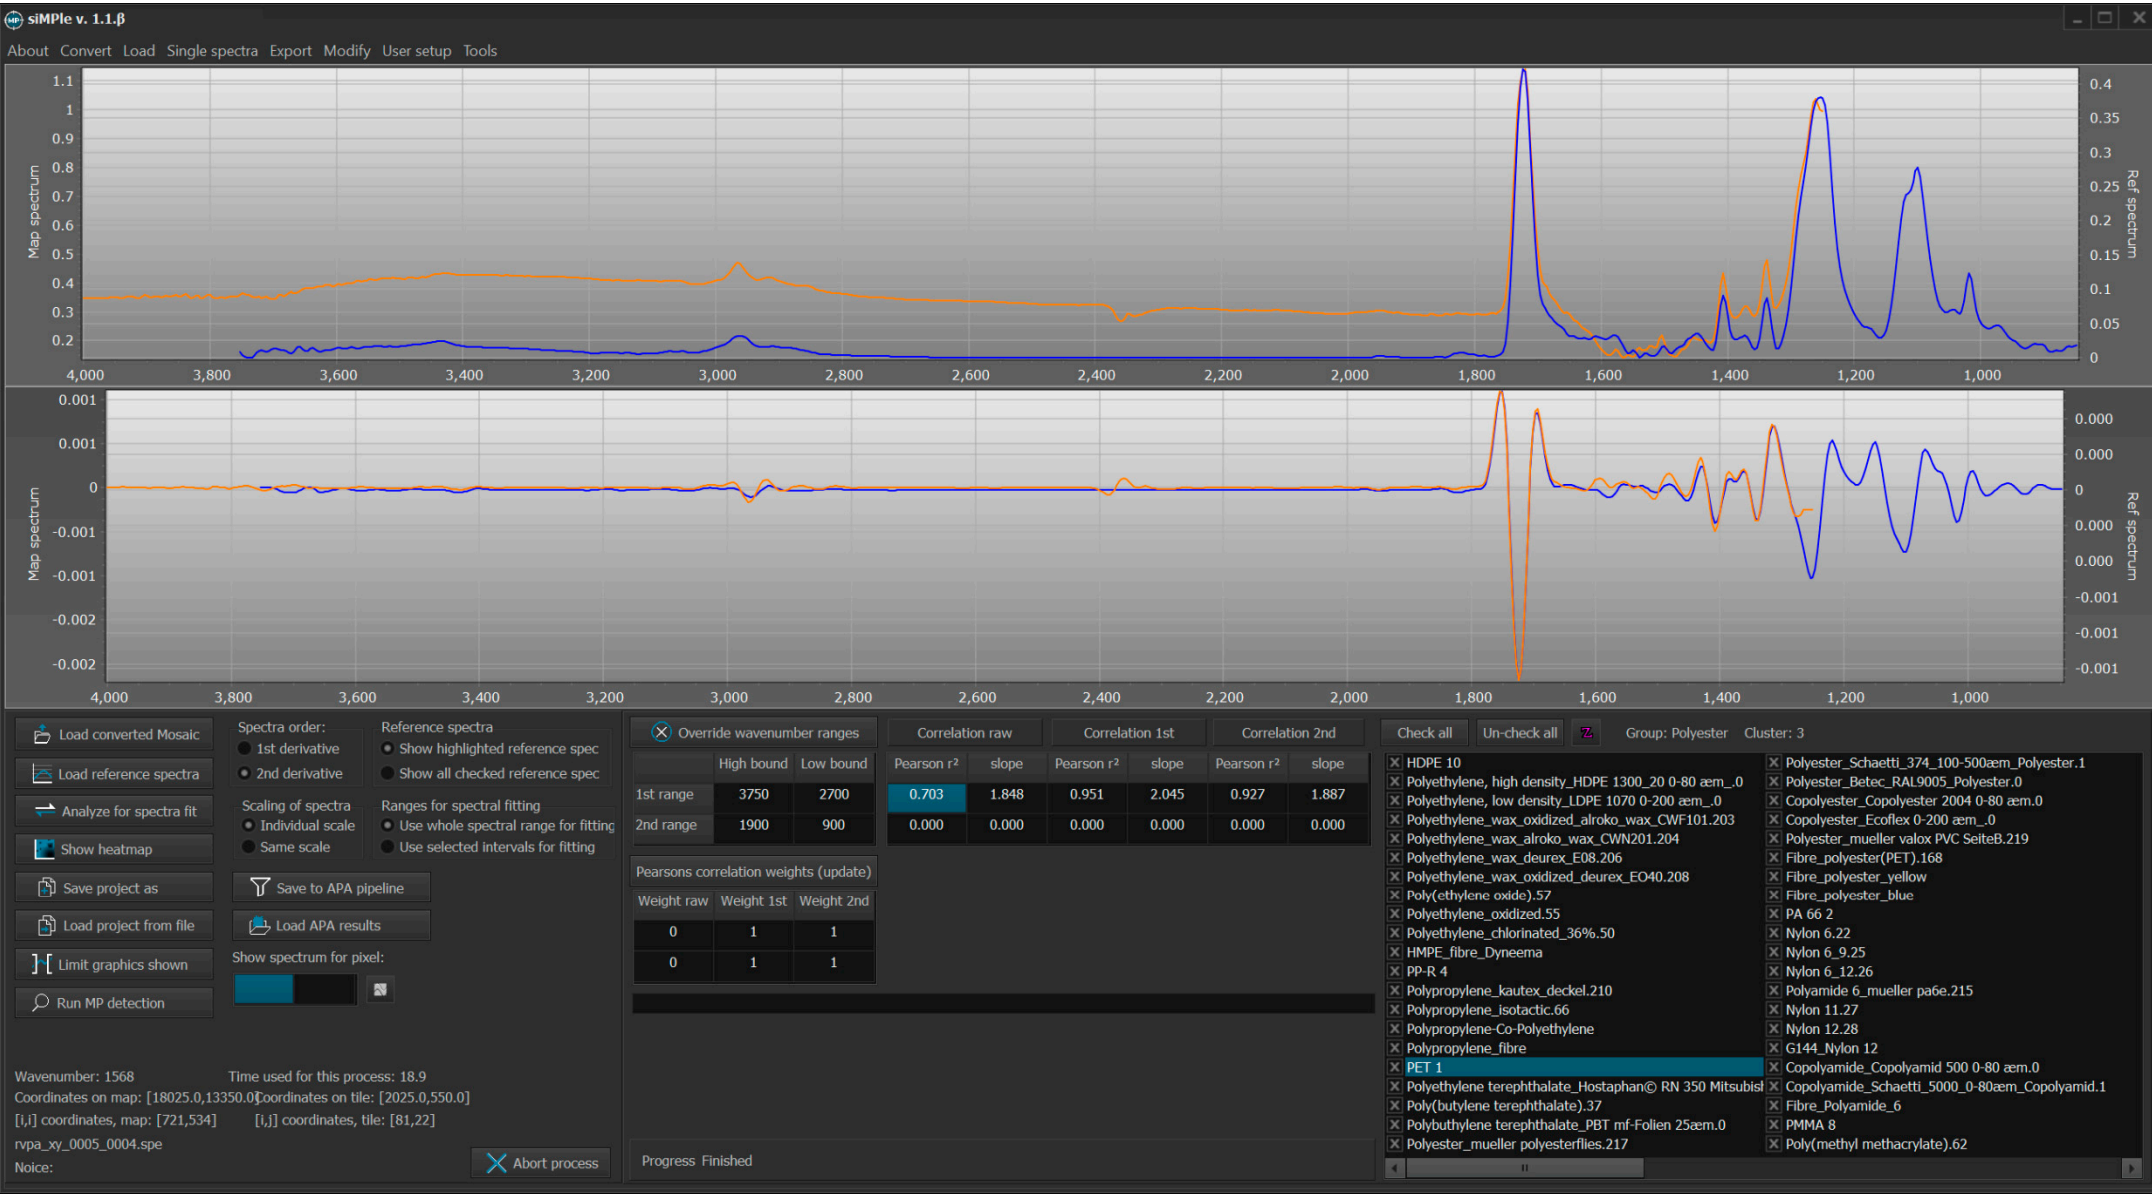 siMPle v. 1.1.β
About Convert Load Single spectra Export Modify User setup Tools
1.1
1
0.9
0.8
0.7
0.6
0.5
0.4
0.3
0.2
Map spectrum
0.4
0.35
0.3
0.25
0.2
0.15
0.1
0.05
0
Ref spectrum
4,000 3,800 3,600 3,400 3,200 3,000 2,800 2,600 2,400 2,200 2,000 1,800 1,600 1,400 1,200 1,000
0.001
0.001
0
-0.001
-0.001
-0.002
-0.002
Map spectrum
0.000
0.000
0
0.000
0.000
-0.001
-0.001
-0.001
Ref spectrum
4,000 3,800 3,600 3,400 3,200 3,000 2,800 2,600 2,400 2,200 2,000 1,800 1,600 1,400 1,200 1,000
Load converted Mosaic
Load reference spectra
Analyze for spectra fit
Show heatmap
Save project as
Load project from file
Limit graphics shown
Run MP detection
Spectra order:
1st derivative
2nd derivative
Scaling of spectra
Individual scale
Same scale
Reference spectra
Show highlighted reference spec
Show all checked reference spec
Ranges for spectral fitting
Use whole spectral range for fitting
Use selected intervals for fitting
Save to APA pipeline
Load APA results
Show spectrum for pixel:
Wavenumber: 1568 Time used for this process: 18.9
Coordinates on map: [18025.0,13350.0] Coordinates on tile: [2025.0,550.0]
[i,i] coordinates, map: [721,534] [i,j] coordinates, tile: [81,22]
rvpa_xy_0005_0004.spe
Noice:
Abort process
Override wavenumber ranges
High bound Low bound
1st range 3750 2700
2nd range 1900 900
Correlation raw Correlation 1st Correlation 2nd
Pearson r² slope Pearson r² slope Pearson r² slope
0.703 1.848 0.951 2.045 0.927 1.887
0.000 0.000 0.000 0.000 0.000 0.000
Pearsons correlation weights (update)
Weight raw Weight 1st Weight 2nd
0 1 1
0 1 1
Progress Finished
Check all Un-check all Z Group: Polyester Cluster: 3
HDPE 10
Polyethylene, high density_HDPE 1300_20 0-80 æm_.0
Polyethylene, low density_LDPE 1070 0-200 æm_.0
Polyethylene_wax_oxidized_alroko_wax_CWF101.203
Polyethylene_wax_alroko_wax_CWN201.204
Polyethylene_wax_deurex_E08.206
Polyethylene_wax_oxidized_deurex_EO40.208
Poly(ethylene oxide).57
Polyethylene_oxidized.55
Polyethylene_chlorinated_36%.50
HMPE_fibre_Dyneema
PP-R 4
Polypropylene_kautex_deckel.210
Polypropylene_isotactic.66
Polypropylene-Co-Polyethylene
Polypropylene_fibre
PET 1
Polyethylene terephthalate_Hostaphan© RN 350 Mitsubish
Poly(butylene terephthalate).37
Polybuthylene terephthalate_PBT mf-Folien 25æm.0
Polyester_mueller polyesterflies.217
Polyester_Schaetti_374_100-500æm_Polyester.1
Polyester_Betec_RAL9005_Polyester.0
Copolyester_Copolyester 2004 0-80 æm.0
Copolyester_Ecoflex 0-200 æm_.0
Polyester_mueller valox PVC SeiteB.219
Fibre_polyester(PET).168
Fibre_polyester_yellow
Fibre_polyester_blue
PA 66 2
Nylon 6.22
Nylon 6_9.25
Nylon 6_12.26
Polyamide 6_mueller pa6e.215
Nylon 11.27
Nylon 12.28
G144_Nylon 12
Copolyamide_Copolyamid 500 0-80 æm.0
Copolyamide_Schaetti_5000_0-80æm_Copolyamid.1
Fibre_Polyamide_6
PMMA 8
Poly(methyl methacrylate).62